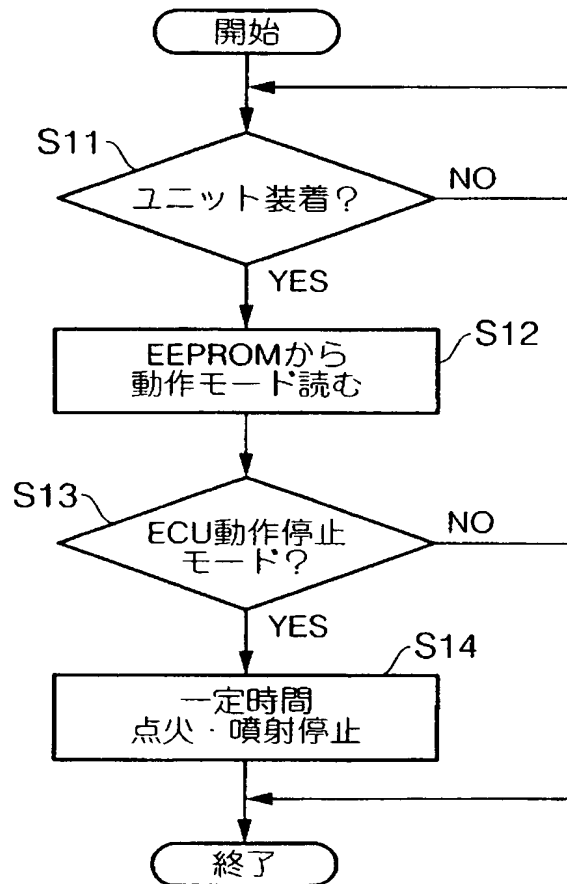 開始
S11
ユニット装着?
NO
YES
S12
EEPROMから
動作モード読む
S13
ECU動作停止
モード?
NO
YES
S14
一定時間
点火・噴射停止
終了